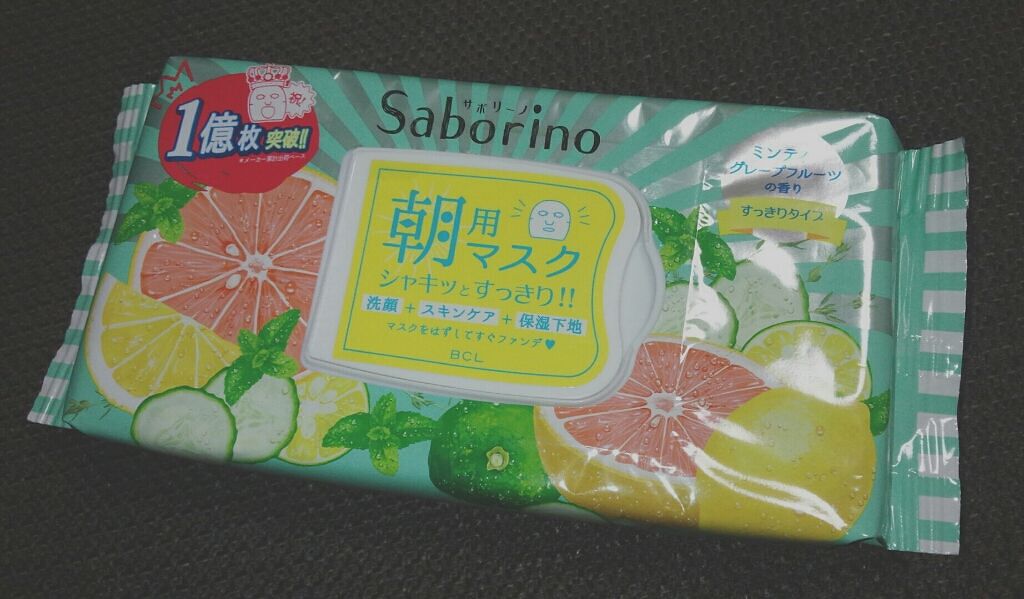 祝!
1億枚突破!!
*メーカー累計出荷ベース
サボリーノ
Saborino
朝用マスク
シャキッとすっきり!!
洗顔+スキンケア+保湿下地
マスクをはずしてすぐファンデ♥
BCL
ミンティ
グレープフルーツ
の香り
すっきりタイプ